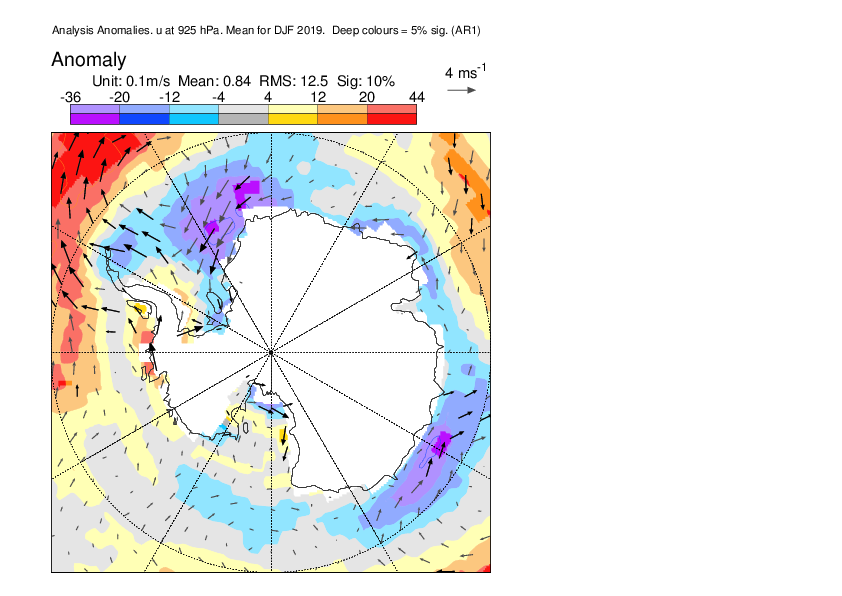 Analysis Anomalies. u at 925 hPa. Mean for DJF 2019.  Deep colours = 5% sig. (AR1)
Anomaly
4 ms-1
Unit: 0.1m/s  Mean: 0.84  RMS: 12.5  Sig: 10%
-36 -20 -12 -4 4 12 20 44